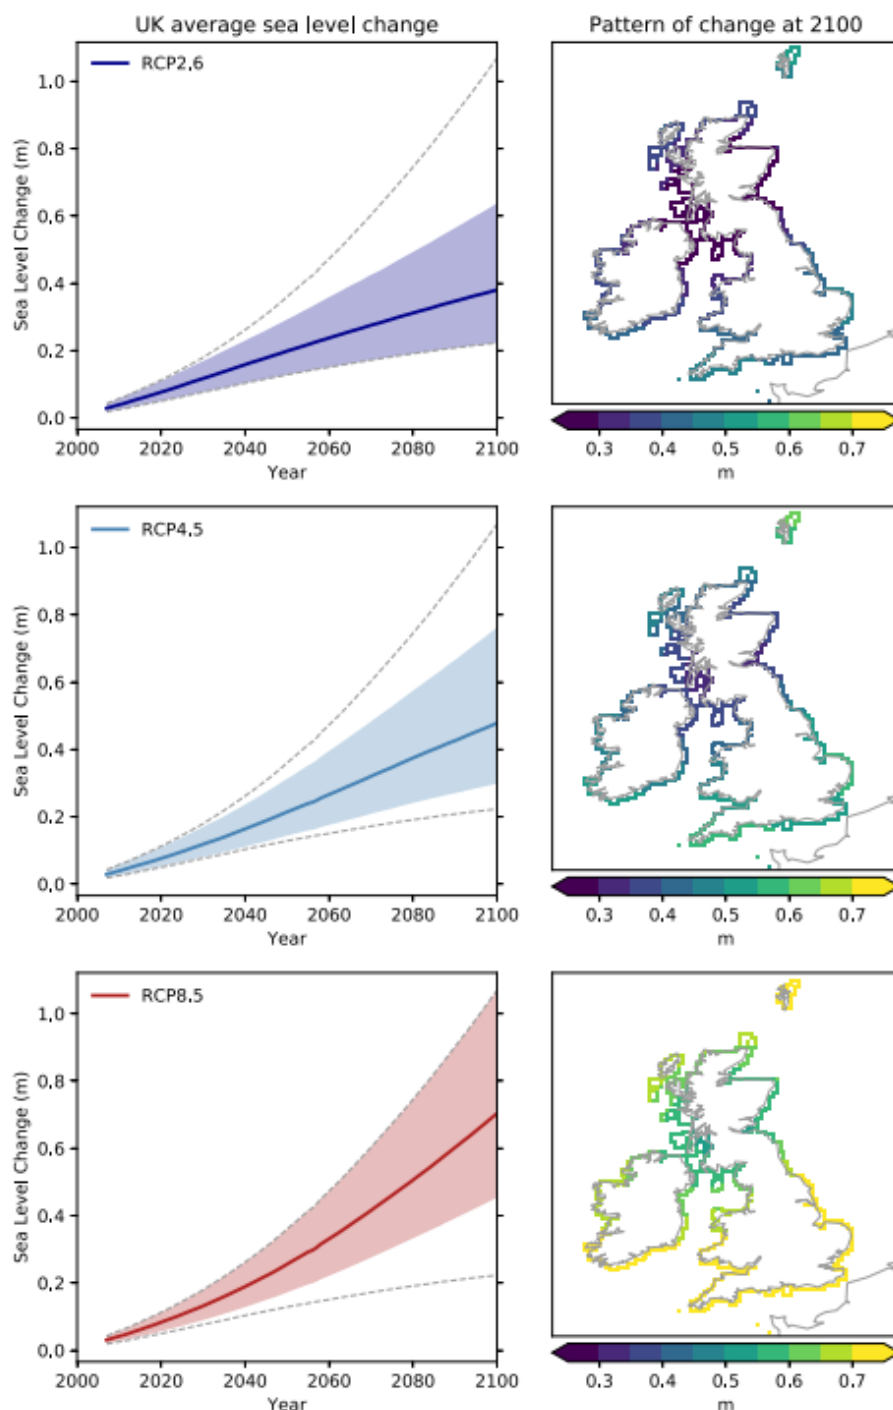 UK average sea level change
Pattern of change at 2100
RCP2.6
Sea Level Change (m)
1.0
0.8
0.6
0.4
0.2
0.0
2000 2020 2040 2060 2080 2100
Year
0.3 0.4 0.5 0.6 0.7
m
RCP4.5
Sea Level Change (m)
1.0
0.8
0.6
0.4
0.2
0.0
2000 2020 2040 2060 2080 2100
Year
0.3 0.4 0.5 0.6 0.7
m
RCP8.5
Sea Level Change (m)
1.0
0.8
0.6
0.4
0.2
0.0
2000 2020 2040 2060 2080 2100
Year
0.3 0.4 0.5 0.6 0.7
m